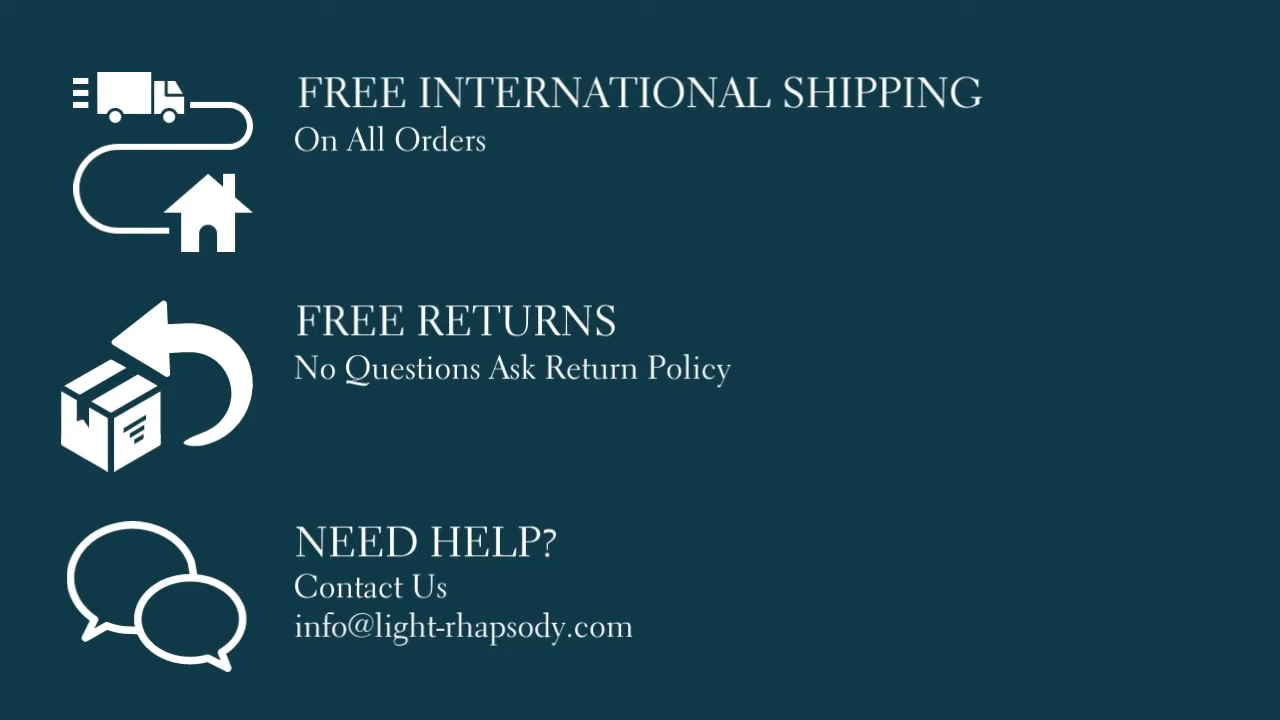 FREE INTERNATIONAL SHIPPING
On All Orders
FREE RETURNS
No Questions Ask Return Policy
NEED HELP?
Contact Us
info@light-rhapsody.com